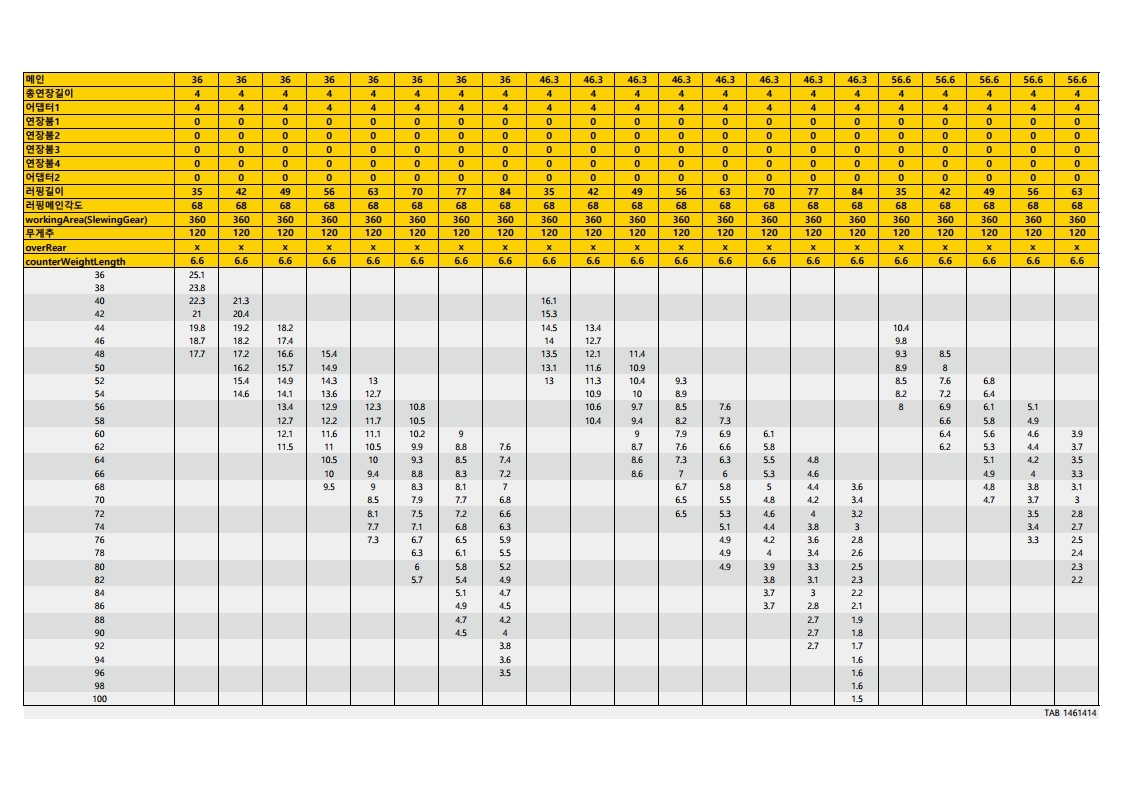 메인 36 36 36 36 36 36 36 36 46.3 46.3 46.3 46.3 46.3 46.3 46.3 46.3 56.6 56.6 56.6 56.6 56.6
총연장길이 4 4 4 4 4 4 4 4 4 4 4 4 4 4 4 4 4 4 4 4 4
어댑터1 4 4 4 4 4 4 4 4 4 4 4 4 4 4 4 4 4 4 4 4 4
연장붐1 0 0 0 0 0 0 0 0 0 0 0 0 0 0 0 0 0 0 0 0 0
연장붐2 0 0 0 0 0 0 0 0 0 0 0 0 0 0 0 0 0 0 0 0 0
연장붐3 0 0 0 0 0 0 0 0 0 0 0 0 0 0 0 0 0 0 0 0 0
연장붐4 0 0 0 0 0 0 0 0 0 0 0 0 0 0 0 0 0 0 0 0 0
어댑터2 0 0 0 0 0 0 0 0 0 0 0 0 0 0 0 0 0 0 0 0 0
러핑길이 35 42 49 56 63 70 77 84 35 42 49 56 63 70 77 84 35 42 49 56 63
러핑메인각도 68 68 68 68 68 68 68 68 68 68 68 68 68 68 68 68 68 68 68 68 68
workingArea(SlewingGear) 360 360 360 360 360 360 360 360 360 360 360 360 360 360 360 360 360 360 360 360 360
무게추 120 120 120 120 120 120 120 120 120 120 120 120 120 120 120 120 120 120 120 120 120
overRear x x x x x x x x x x x x x x x x x x x x x
counterWeightLength 6.6 6.6 6.6 6.6 6.6 6.6 6.6 6.6 6.6 6.6 6.6 6.6 6.6 6.6 6.6 6.6 6.6 6.6 6.6 6.6 6.6
36 25.1
38 23.8
40 22.3 21.3 16.1
42 21 20.4 15.3
44 19.8 19.2 18.2 14.5 13.4 10.4
46 18.7 18.2 17.4 14 12.7 9.8
48 17.7 17.2 16.6 15.4 13.5 12.1 11.4 9.3 8.5
50 16.2 15.7 14.9 13.1 11.6 10.9 8.9 8
52 15.4 14.9 14.3 13 13 11.3 10.4 9.3 8.5 7.6 6.8
54 14.6 14.1 13.6 12.7 10.9 10 8.9 8.2 7.2 6.4
56 13.4 12.9 12.3 10.8 10.6 9.7 8.5 7.6 8 6.9 6.1 5.1
58 12.7 12.2 11.7 10.5 10.4 9.4 8.2 7.3 6.6 5.8 4.9
60 12.1 11.6 11.1 10.2 9 9 7.9 6.9 6.1 6.4 5.6 4.6 3.9
62 11.5 11 10.5 9.9 8.8 7.6 8.7 7.6 6.6 5.8 6.2 5.3 4.4 3.7
64 10.5 10 9.3 8.5 7.4 8.6 7.3 6.3 5.5 4.8 5.1 4.2 3.5
66 10 9.4 8.8 8.3 7.2 8.6 7 6 5.3 4.6 4.9 4 3.3
68 9.5 9 8.3 8.1 7 6.7 5.8 5 4.4 3.6 4.8 3.8 3.1
70 8.5 7.9 7.7 6.8 6.5 5.5 4.8 4.2 3.4 4.7 3.7 3
72 8.1 7.5 7.2 6.6 6.5 5.3 4.6 4 3.2 3.5 2.8
74 7.7 7.1 6.8 6.3 5.1 4.4 3.8 3 3.4 2.7
76 7.3 6.7 6.5 5.9 4.9 4.2 3.6 2.8 3.3 2.5
78 6.3 6.1 5.5 4.9 4 3.4 2.6 2.4
80 6 5.8 5.2 4.9 3.9 3.3 2.5 2.3
82 5.7 5.4 4.9 3.8 3.1 2.3 2.2
84 5.1 4.7 3.7 3 2.2
86 4.9 4.5 3.7 2.8 2.1
88 4.7 4.2 2.7 1.9
90 4.5 4 2.7 1.8
92 3.8 2.7 1.7
94 3.6 1.6
96 3.5 1.6
98 1.6
100 1.5
TAB 1461414